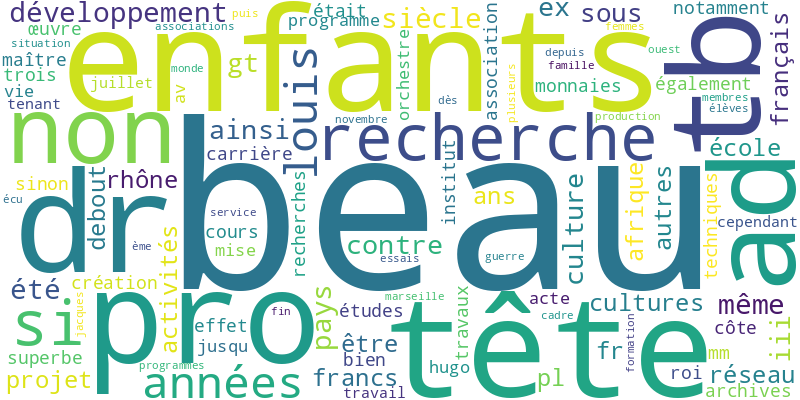 développement
était
puis
siècle
ex
sous
notamment
œuvre
associations
programme
enfants
femmes
français
maître
situation
trois
vie
tenant
juillet
monde
av
gt
louis
orchestre
association
plusieurs
depuis
famille
ouest
monnaies
également
membres
élèves
tb
dès
production
non
ainsi
novembre
recherche
carrière
école
ad
sinon
rhône
debout
écu
dr
beau
recherches
institut
ans
culture
afrique
autres
techniques
cependant
service
cours
ème
mise
contre
essais
guerre
activités
été
création
si
jacques
pro
pays
fin
marseille
études
tête
acte
cadre
cultures
même
côte
iii
effet
jusqu
être
bien
travaux
fr
formation
mm
superbe
programmes
projet
années
francs
travail
hugo
pl
roi
réseau
archives